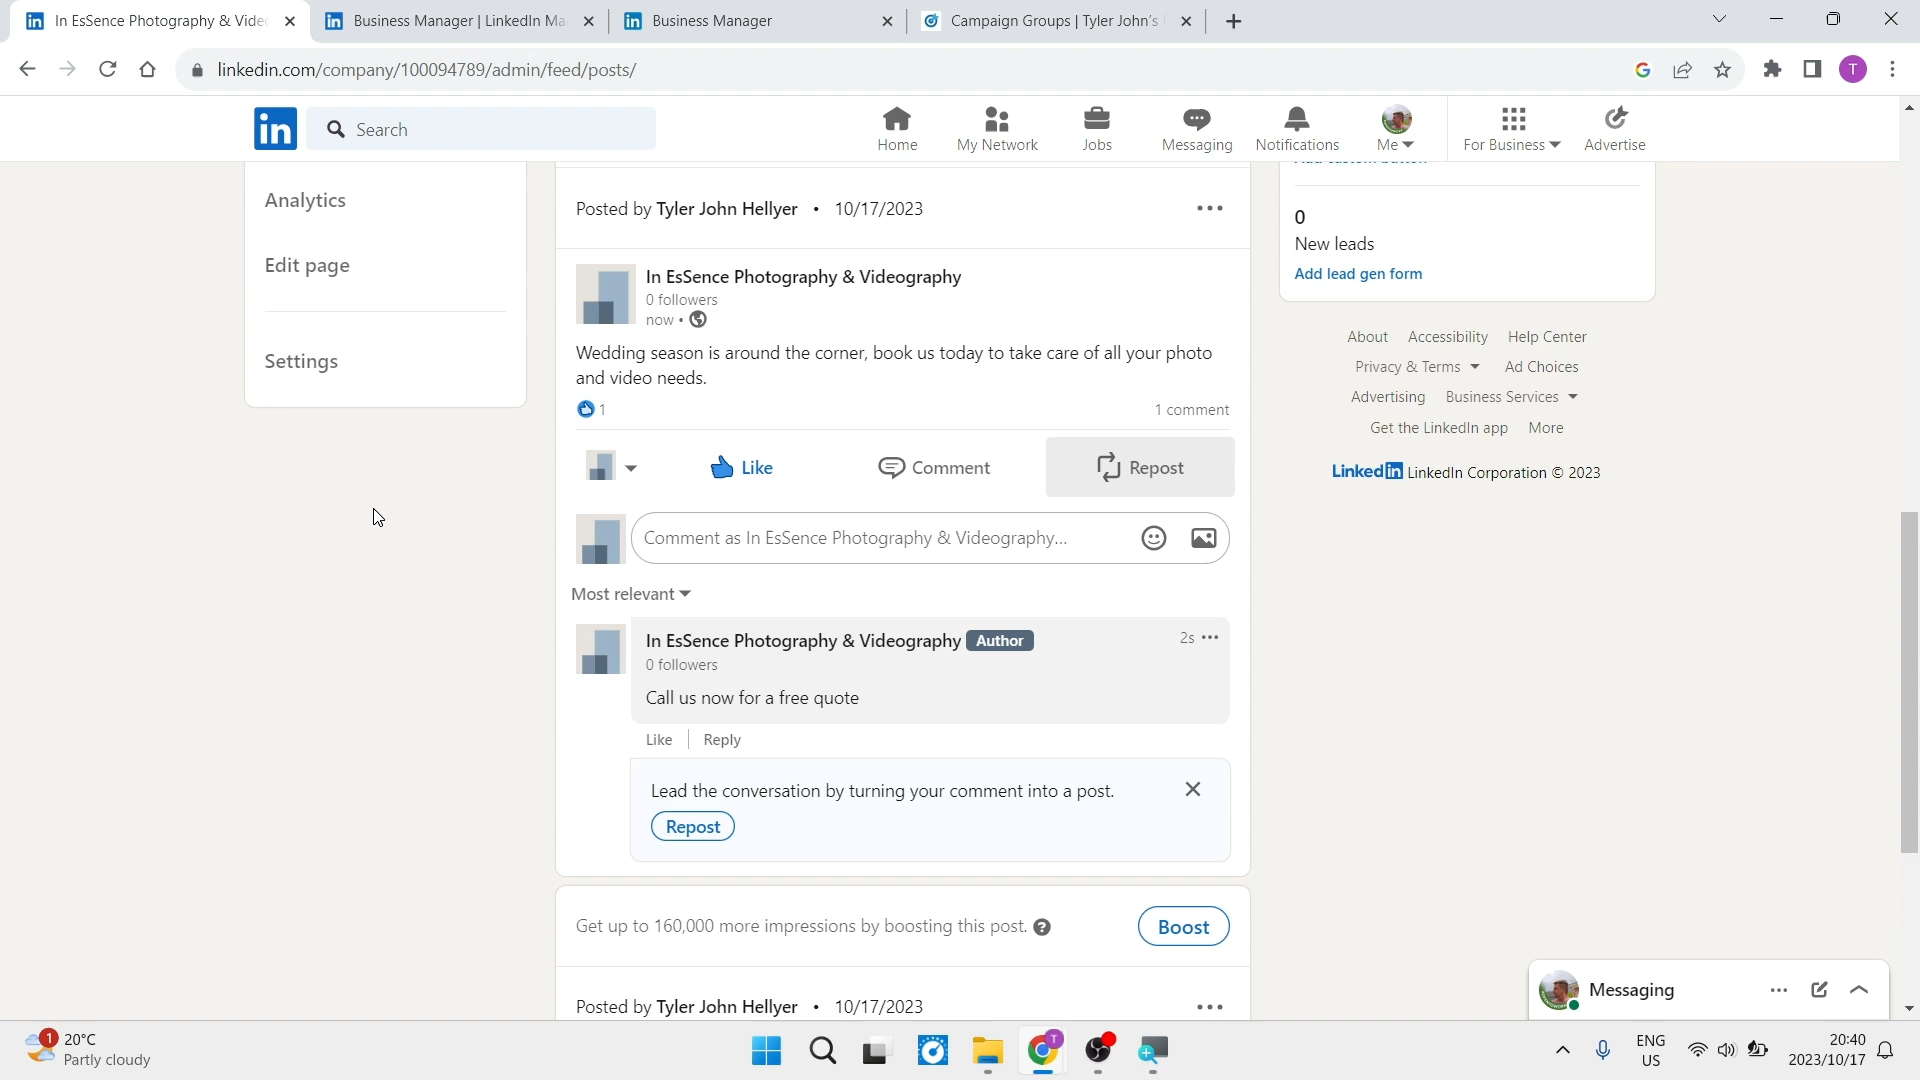 In EsSence Photography & Vide
Business Manager | LinkedIn Ma
Business Manager
Campaign Groups | Tyler John's
linkedin.com/company/100094789/admin/feed/posts/
T
in
Search
Home
My Network
Jobs
Messaging
Notifications
Me
For Business
Advertise
Analytics
Edit page
Settings
Posted by Tyler John Hellyer • 10/17/2023
In EsSence Photography & Videography
0 followers
now •
Wedding season is around the corner, book us today to take care of all your photo
and video needs.
1
1 comment
Like
Comment
Repost
Comment as In EsSence Photography & Videography...
Most relevant
In EsSence Photography & Videography Author
2s
0 followers
Call us now for a free quote
Like
Reply
Lead the conversation by turning your comment into a post.
Repost
Get up to 160,000 more impressions by boosting this post.
Boost
Posted by Tyler John Hellyer • 10/17/2023
0
New leads
Add lead gen form
About Accessibility Help Center
Privacy & Terms Ad Choices
Advertising Business Services
Get the LinkedIn app More
LinkedIn LinkedIn Corporation © 2023
Messaging
1
20°C
Partly cloudy
T
ENG
US
20:40
2023/10/17